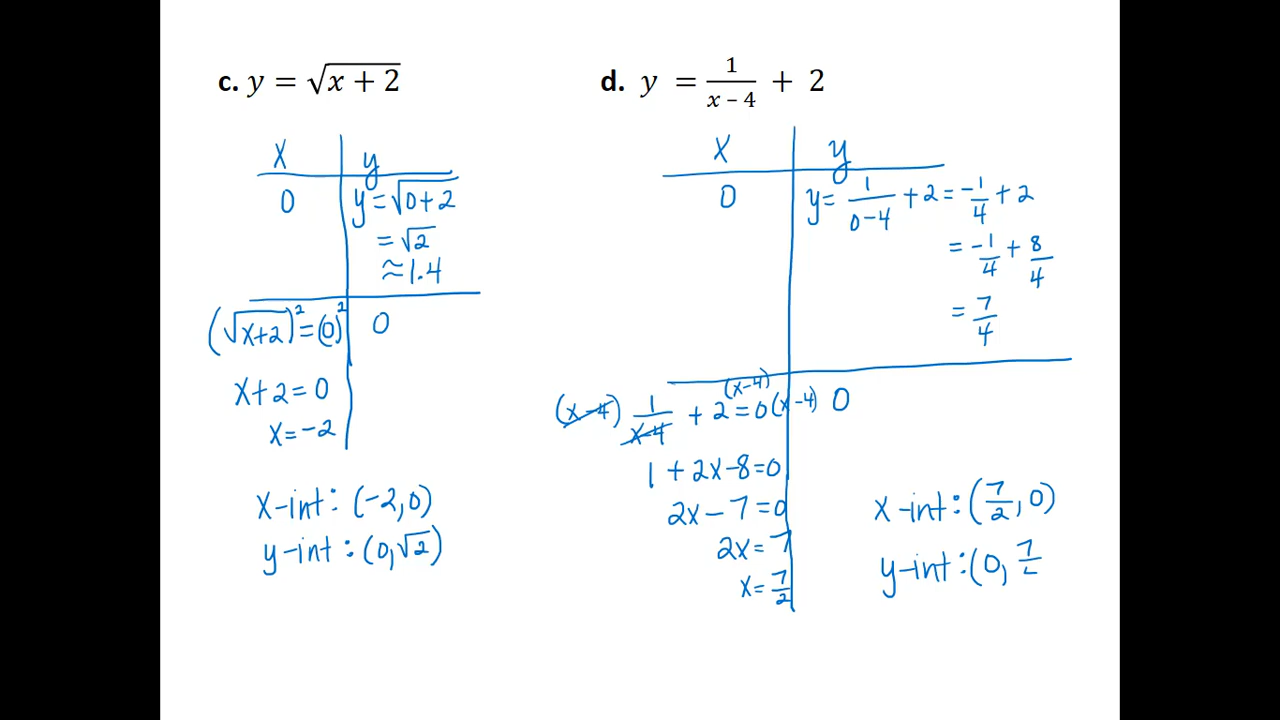 c. y = √(x + 2)
x | y
0 | y = √(0+2)
= √2
≈ 1.4
(√(x+2))² = (0)² | 0
x + 2 = 0
x = -2
x-int: (-2, 0)
y-int: (0, √2)
d. y = 1/(x – 4) + 2
x | y
0 | y = 1/(0-4) + 2 = -1/4 + 2
= -1/4 + 8/4
= 7/4
(x-4) 1/(x-4) + 2(x-4) = 0(x-4) | 0
1 + 2x - 8 = 0
2x - 7 = 0
2x = 7
x = 7/2
x-int: (7/2, 0)
y-int: (0, 7/